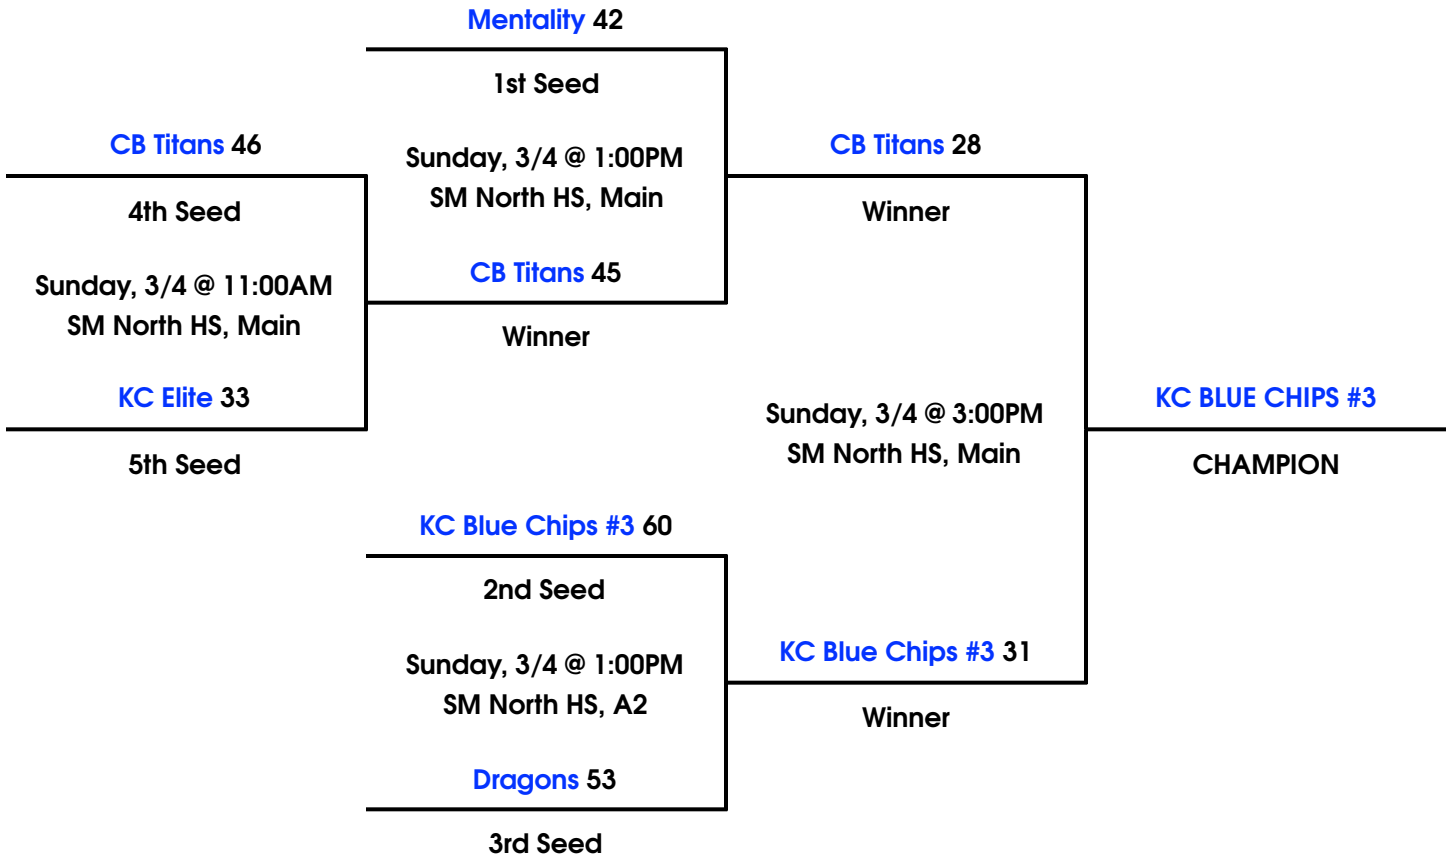 Mentality 42
1st Seed
Sunday, 3/4 @ 1:00PM
SM North HS, Main
CB Titans 45
Winner
CB Titans 46
4th Seed
Sunday, 3/4 @ 11:00AM
SM North HS, Main
KC Elite 33
5th Seed
CB Titans 28
Winner
Sunday, 3/4 @ 3:00PM
SM North HS, Main
KC Blue Chips #3 31
Winner
KC Blue Chips #3 60
2nd Seed
Sunday, 3/4 @ 1:00PM
SM North HS, A2
Dragons 53
3rd Seed
KC BLUE CHIPS #3
CHAMPION